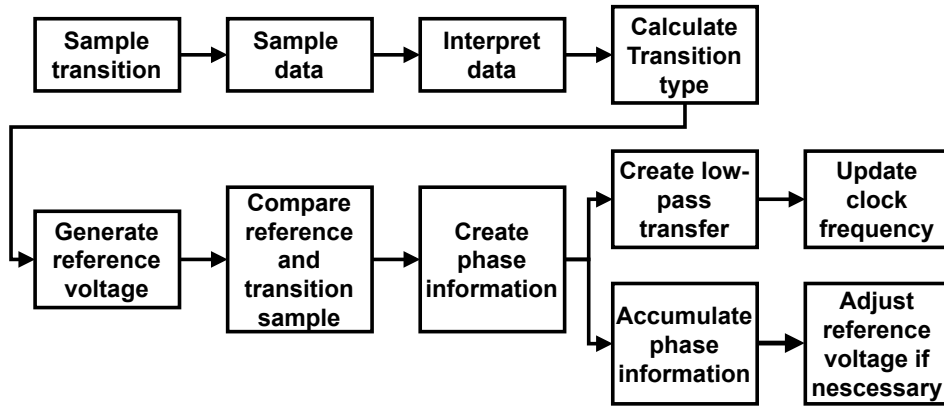 Sample
transition
Sample
data
Interpret
data
Calculate
Transition
type
Generate
reference
voltage
Compare
reference
and
transition
sample
Create
phase
information
Create low-
pass
transfer
Update
clock
frequency
Accumulate
phase
information
Adjust
reference
voltage if
nescessary